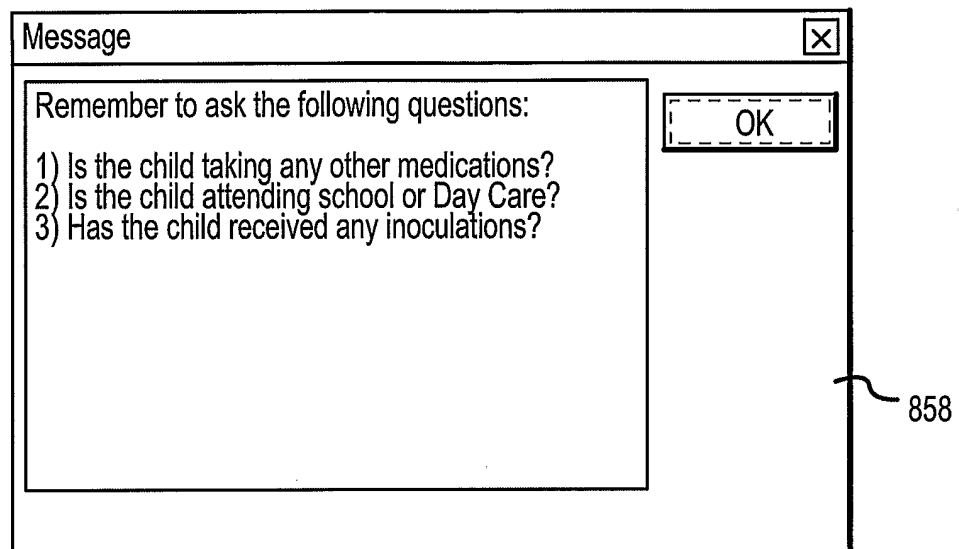 Message
Remember to ask the following questions:
OK
1) Is the child taking any other medications?
2) Is the child attending school or Day Care?
3) Has the child received any inoculations?
858